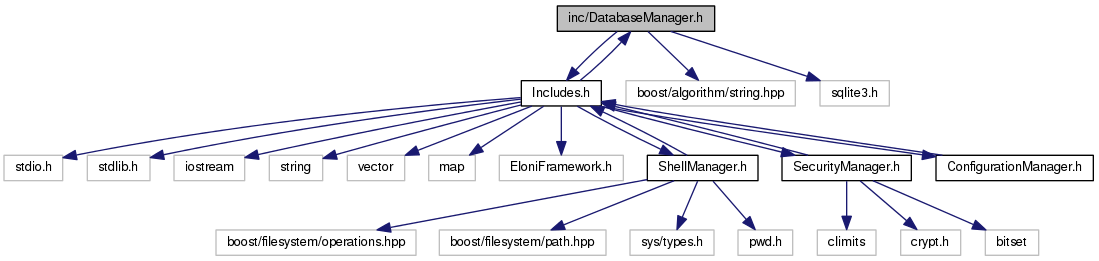 inc/DatabaseManager.h
Includes.h
boost/algorithm/string.hpp
sqlite3.h
stdio.h
stdlib.h
iostream
string
vector
map
EloniFramework.h
ShellManager.h
SecurityManager.h
ConfigurationManager.h
boost/filesystem/operations.hpp
boost/filesystem/path.hpp
sys/types.h
pwd.h
climits
crypt.h
bitset